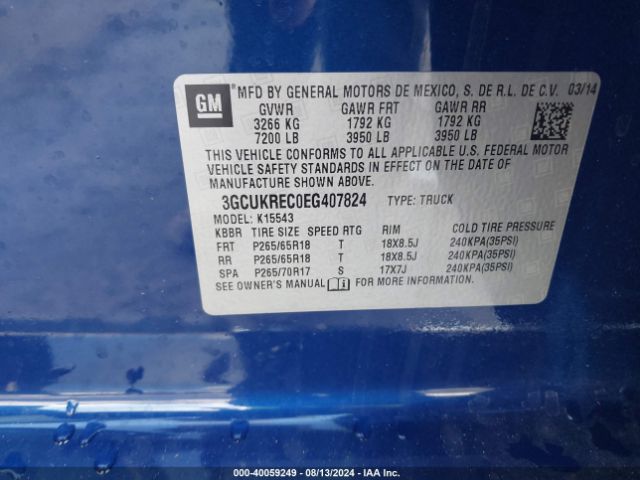 GM
MFD BY GENERAL MOTORS DE MEXICO, S. DE R.L. DE C.V. 03/14
GVWR GAWR FRT GAWR RR
3266 KG 1792 KG 1792 KG
7200 LB 3950 LB 3950 LB
THIS VEHICLE CONFORMS TO ALL APPLICABLE U.S. FEDERAL MOTOR
VEHICLE SAFETY STANDARDS IN EFFECT ON THE DATE OF
MANUFACTURE SHOWN ABOVE.
3GCUKREC0EG407824 TYPE: TRUCK
MODEL: K15543
KBBR TIRE SIZE SPEED RTG RIM COLD TIRE PRESSURE
FRT P265/65R18 T 18X8.5J 240KPA(35PSI)
RR P265/65R18 T 18X8.5J 240KPA(35PSI)
SPA P265/70R17 S 17X7J 240KPA(35PSI)
SEE OWNER'S MANUAL FOR MORE INFORMATION.
000-40059249 - 08/13/2024 - IAA